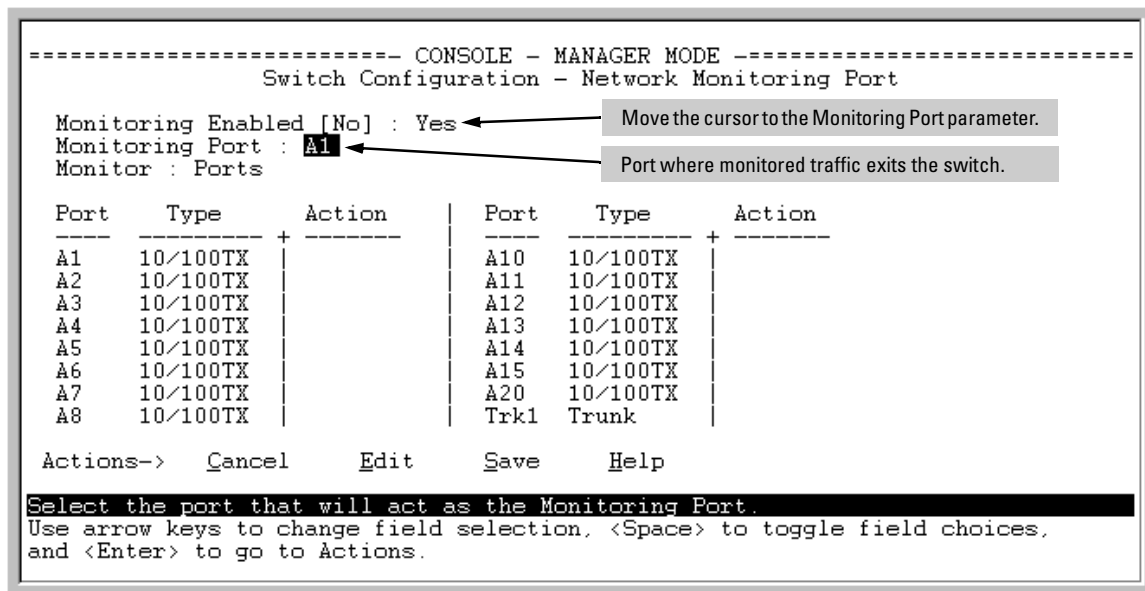 ===========================- CONSOLE - MANAGER MODE -============================
Switch Configuration - Network Monitoring Port
Monitoring Enabled [No] : Yes
Move the cursor to the Monitoring Port parameter.
Monitoring Port : A1
Port where monitored traffic exits the switch.
Monitor : Ports
Port Type Action | Port Type Action
---- --------- + ------- | ---- --------- + -------
A1 10/100TX | | A10 10/100TX |
A2 10/100TX | | A11 10/100TX |
A3 10/100TX | | A12 10/100TX |
A4 10/100TX | | A13 10/100TX |
A5 10/100TX | | A14 10/100TX |
A6 10/100TX | | A15 10/100TX |
A7 10/100TX | | A20 10/100TX |
A8 10/100TX | | Trk1 Trunk |
Actions-> Cancel Edit Save Help
Select the port that will act as the Monitoring Port.
Use arrow keys to change field selection, <Space> to toggle field choices,
and <Enter> to go to Actions.